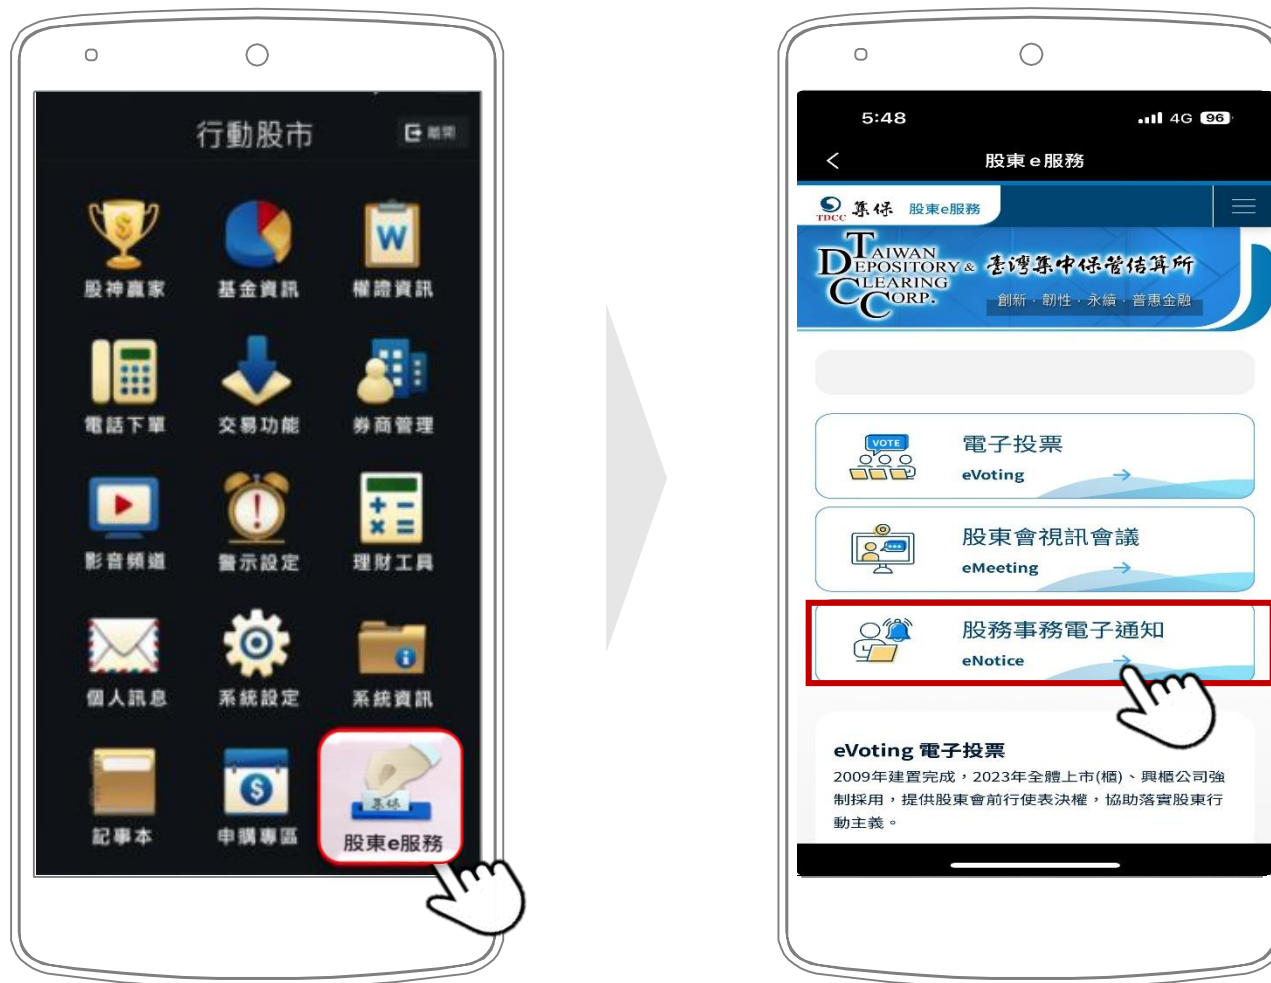 行動股市
離開
股神贏家 基金資訊 權證資訊
電話下單 交易功能 券商管理
影音頻道 警示設定 理財工具
個人訊息 系統設定 系統資訊
記事本 申購專區
集保
股東e服務
5:48 4G 96
股東e服務
TDCC 集保 股東e服務
TAIWAN
DEPOSITORY &
CLEARING
CORP.
臺灣集中保管結算所
創新．韌性．永續．普惠金融
VOTE
電子投票
eVoting
股東會視訊會議
eMeeting
股務事務電子通知
eNotice
eVoting 電子投票
2009年建置完成，2023年全體上市(櫃)、興櫃公司強
制採用，提供股東會前行使表決權，協助落實股東行
動主義。